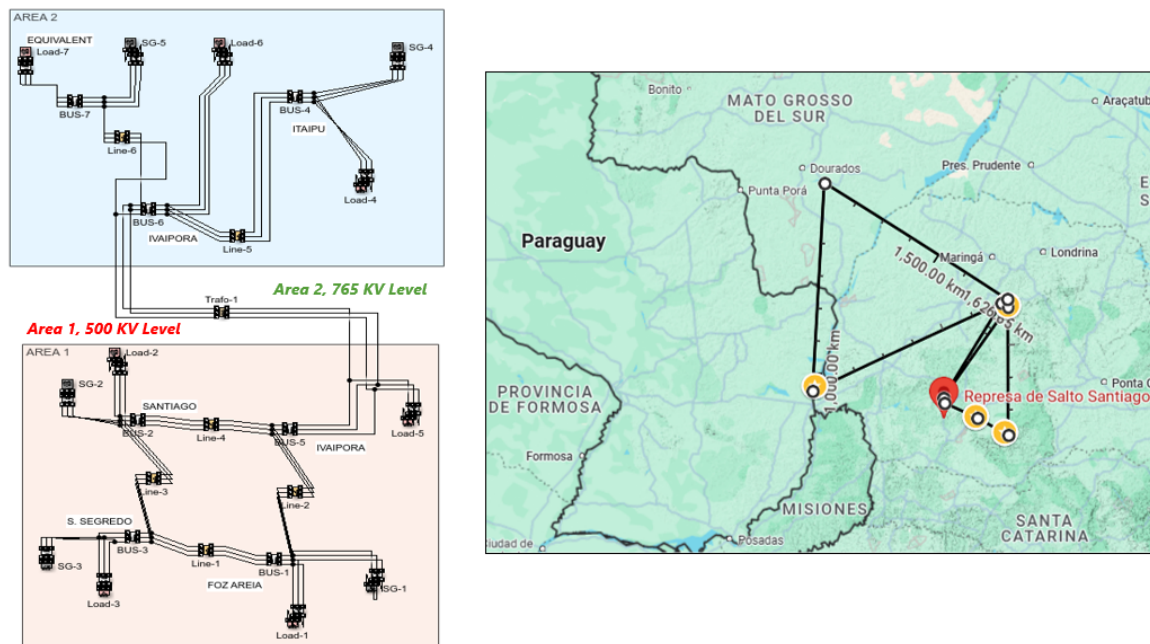 AREA 2
EQUIVALENT
Load-7
SG-5
Load-6
SG-4
BUS-7
BUS-4
ITAIPU
Line-6
Load-4
BUS-6
IVAIPORA
Line-5
Area 2, 765 KV Level
Trafo-1
Area 1, 500 KV Level
AREA 1
Load-2
SG-2
SANTIAGO
BUS-2
Line-4
BUS-5
IVAIPORA
Load-5
Line-3
Line-2
S. SEGREDO
BUS-3
SG-3
Line-1
BUS-1
FOZ AREIA
SG-1
Load-3
Load-1
Bonito
MATO GROSSO
DO SUL
Araçatub
Dourados
Pres. Prudente
Punta Porá
Paraguay
Maringá
Londrina
1,500.00 km
1,000.00 km
PROVINCIA
DE FORMOSA
Ponta G
Represa de Salto Santiago
Formosa
MISIONES
SANTA
CATARINA
Posadas
Ciudad de